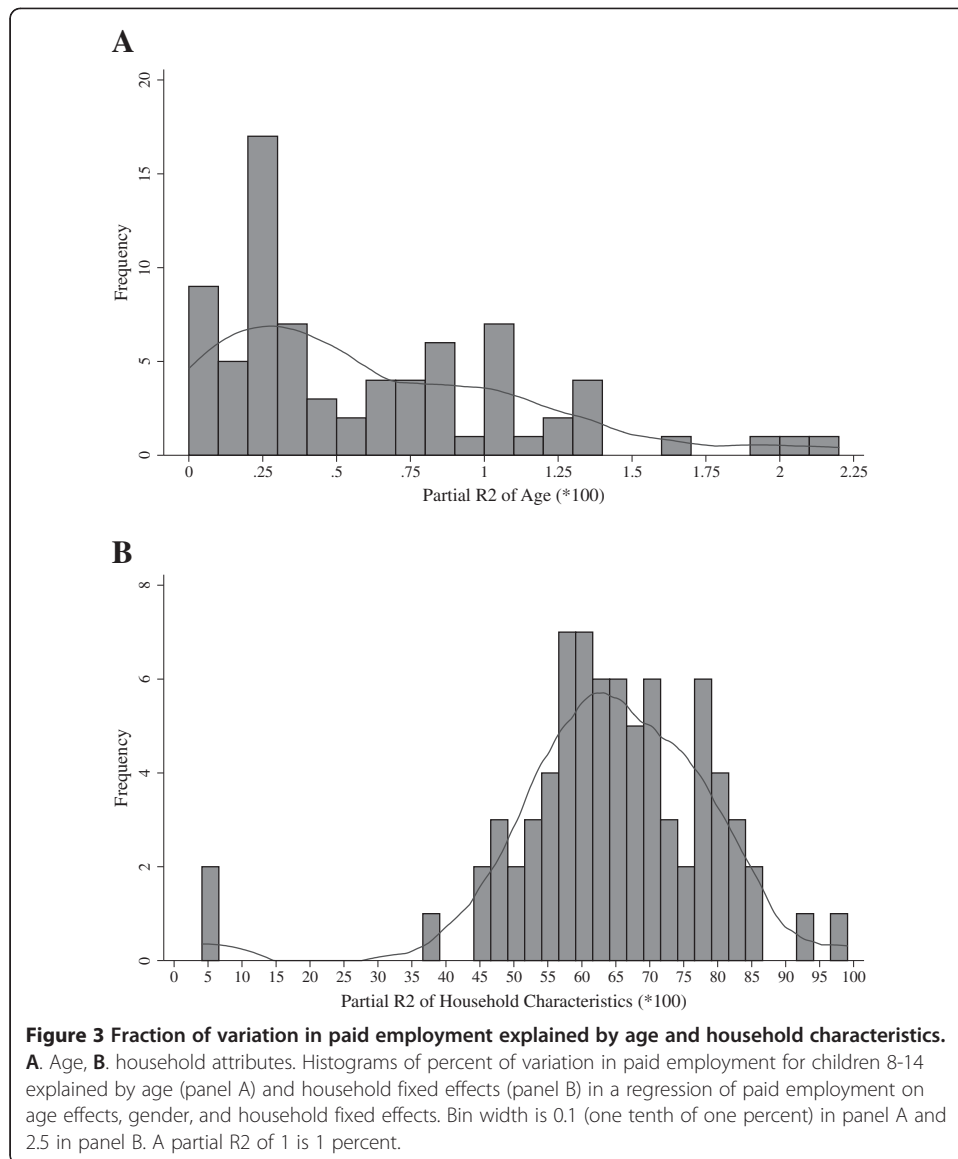 A
20
15
10
5
0
Frequency
0 .25 .5 .75 1 1.25 1.5 1.75 2 2.25
Partial R2 of Age (*100)
B
8
6
4
2
0
Frequency
0 5 10 15 20 25 30 35 40 45 50 55 60 65 70 75 80 85 90 95 100
Partial R2 of Household Characteristics (*100)
Figure 3 Fraction of variation in paid employment explained by age and household characteristics.
A. Age, B. household attributes. Histograms of percent of variation in paid employment for children 8-14
explained by age (panel A) and household fixed effects (panel B) in a regression of paid employment on
age effects, gender, and household fixed effects. Bin width is 0.1 (one tenth of one percent) in panel A and
2.5 in panel B. A partial R2 of 1 is 1 percent.